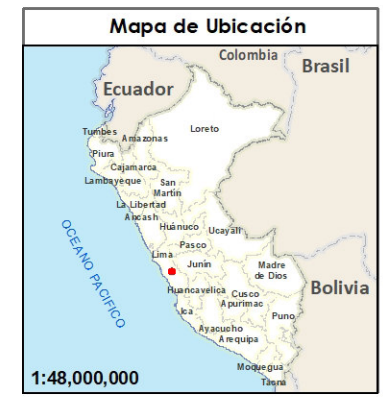 Mapa de Ubicación
Colombia
Brasil
Ecuador
Tumbes
Amazonas
Loreto
Piura
Cajamarca
Lambayeque
San
Martín
La Libertad
Ancash
Huánuco
Ucayali
Pasco
Lima
Junín
Madre
de Dios
OCEANO PACIFICO
Huancavelica
Cusco
Apurimac
Bolivia
Ica
Puno
Ayacucho
Arequipa
Moquegua
Tacna
1:48,000,000